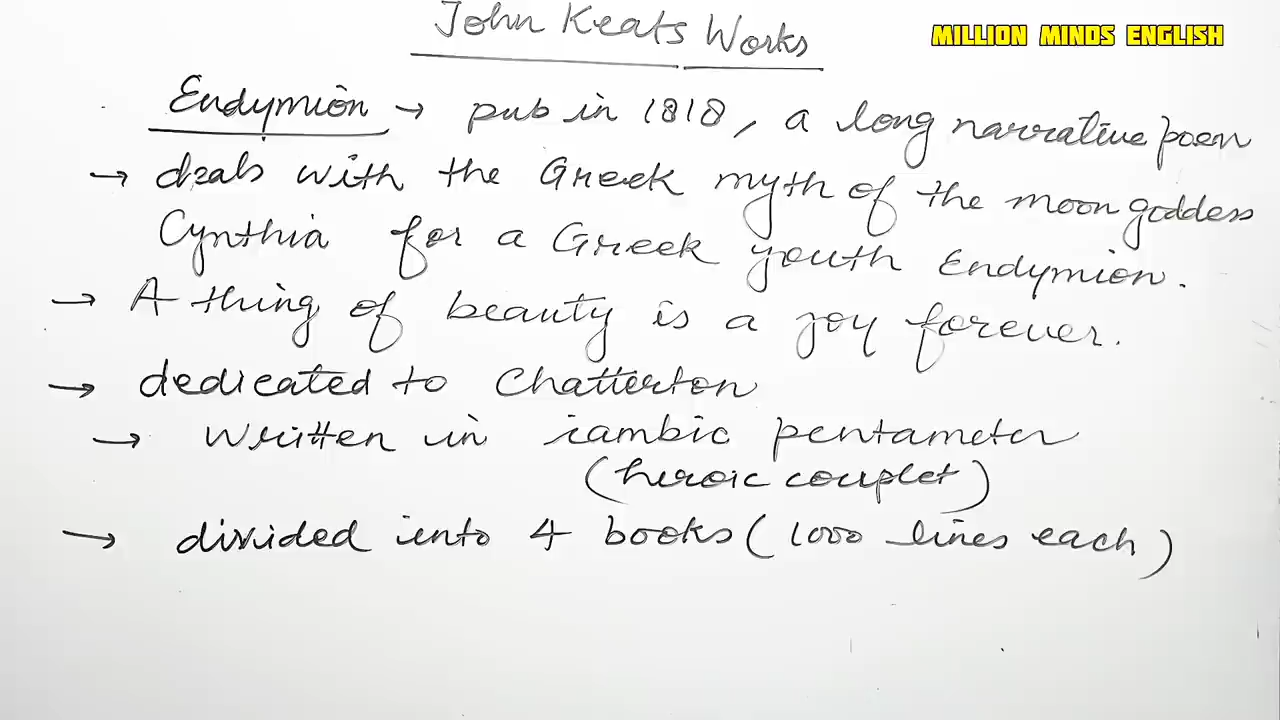 John Keats Works
MILLION MINDS ENGLISH
Endymion → pub in 1818, a long narrative poem
→ deals with the Greek myth of the moon goddess
Cynthia for a Greek youth Endymion.
→ A thing of beauty is a joy forever.
→ dedicated to Chatterton
→ Written in iambic pentameter
(heroic couplet)
→ divided into 4 books (1000 lines each)